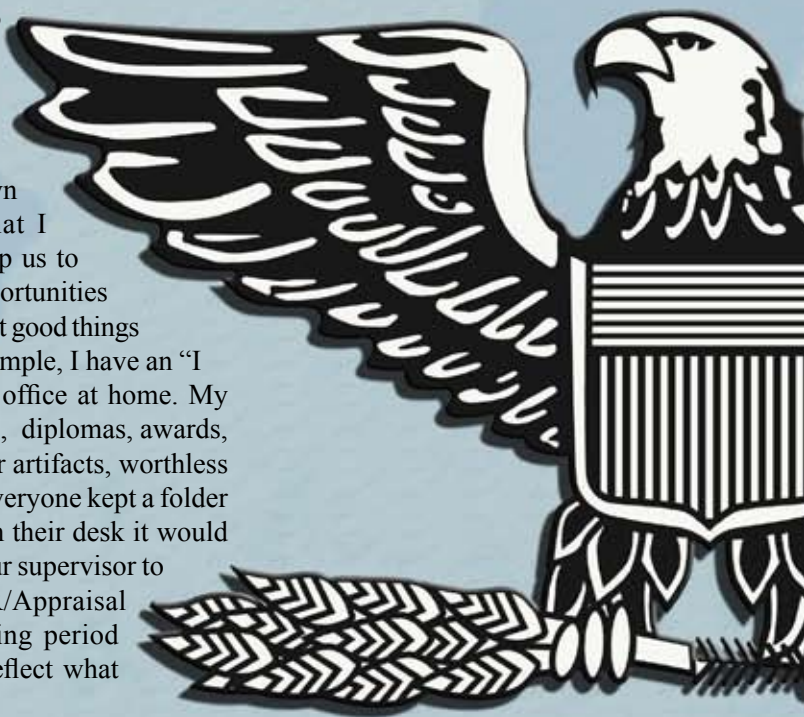 at I
p us to
ortunities
t good things
mple, I have an “I
office at home. My
, diplomas, awards,
r artifacts, worthless
veryone kept a folder
n their desk it would
ur supervisor to
/Appraisal
ing period
eflect what